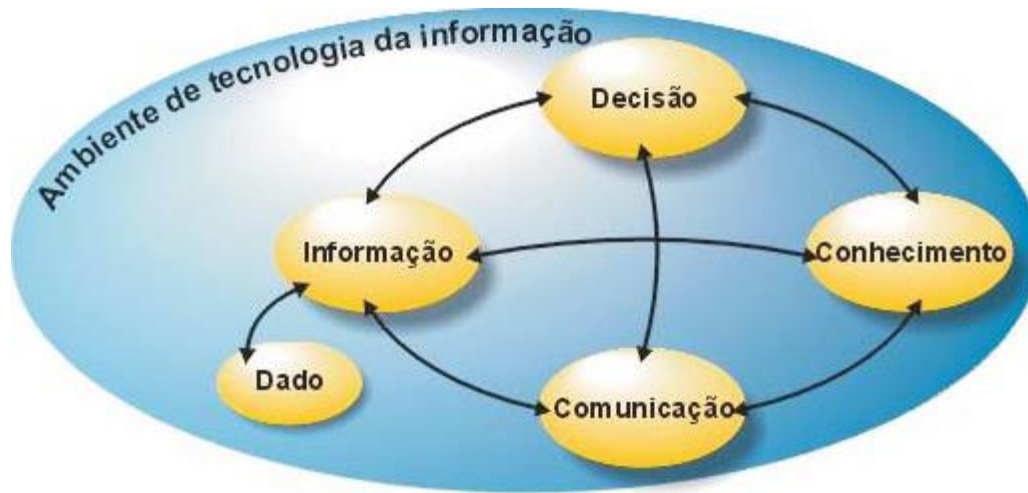 Ambiente de tecnologia da informação
Decisão
Informação
Conhecimento
Dado
Comunicação